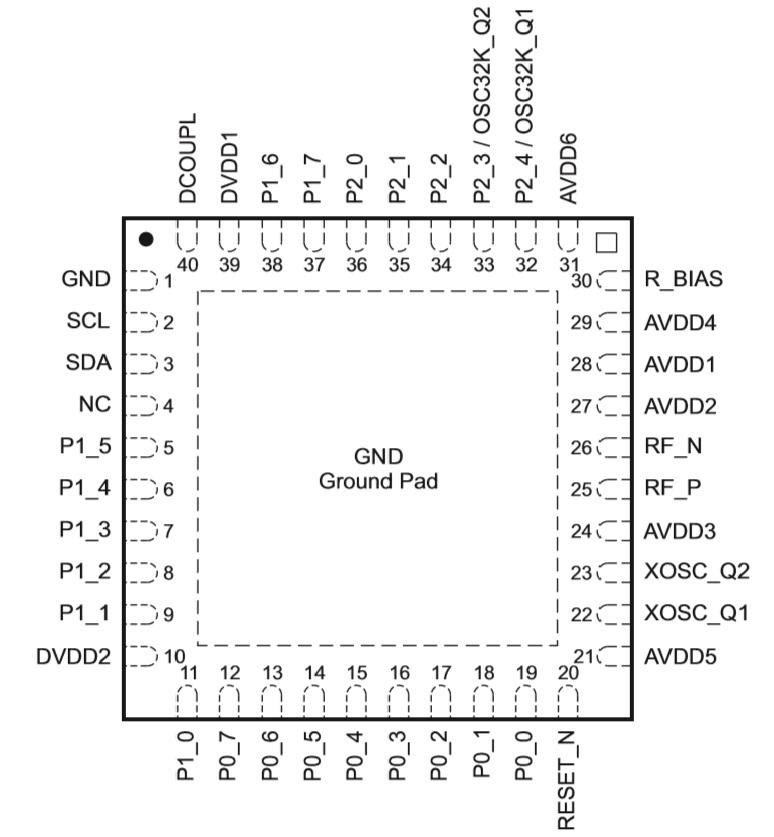 DCOUPL
DVDD1
P1_6
P1_7
P2_0
P2_1
P2_2
P2_3 / OSC32K_Q2
P2_4 / OSC32K_Q1
AVDD6
40 39 38 37 36 35 34 33 32 31
GND 1
SCL 2
SDA 3
NC 4
P1_5 5
P1_4 6
P1_3 7
P1_2 8
P1_1 9
DVDD2 10
GND
Ground Pad
30 R_BIAS
29 AVDD4
28 AVDD1
27 AVDD2
26 RF_N
25 RF_P
24 AVDD3
23 XOSC_Q2
22 XOSC_Q1
21 AVDD5
11 12 13 14 15 16 17 18 19 20
P1_0
P0_7
P0_6
P0_5
P0_4
P0_3
P0_2
P0_1
P0_0
RESET_N